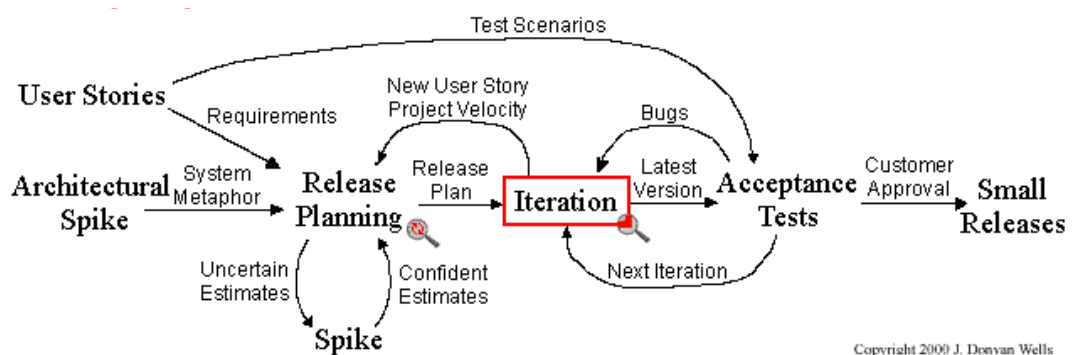 Test Scenarios
User Stories
New User Story
Project Velocity
Requirements
Bugs
Architectural
Spike
System
Metaphor
Release
Planning
Release
Plan
Iteration
Latest
Version
Acceptance
Tests
Customer
Approval
Small
Releases
Uncertain
Estimates
Confident
Estimates
Next Iteration
Spike
Copyright 2000 J. Donvan Wells